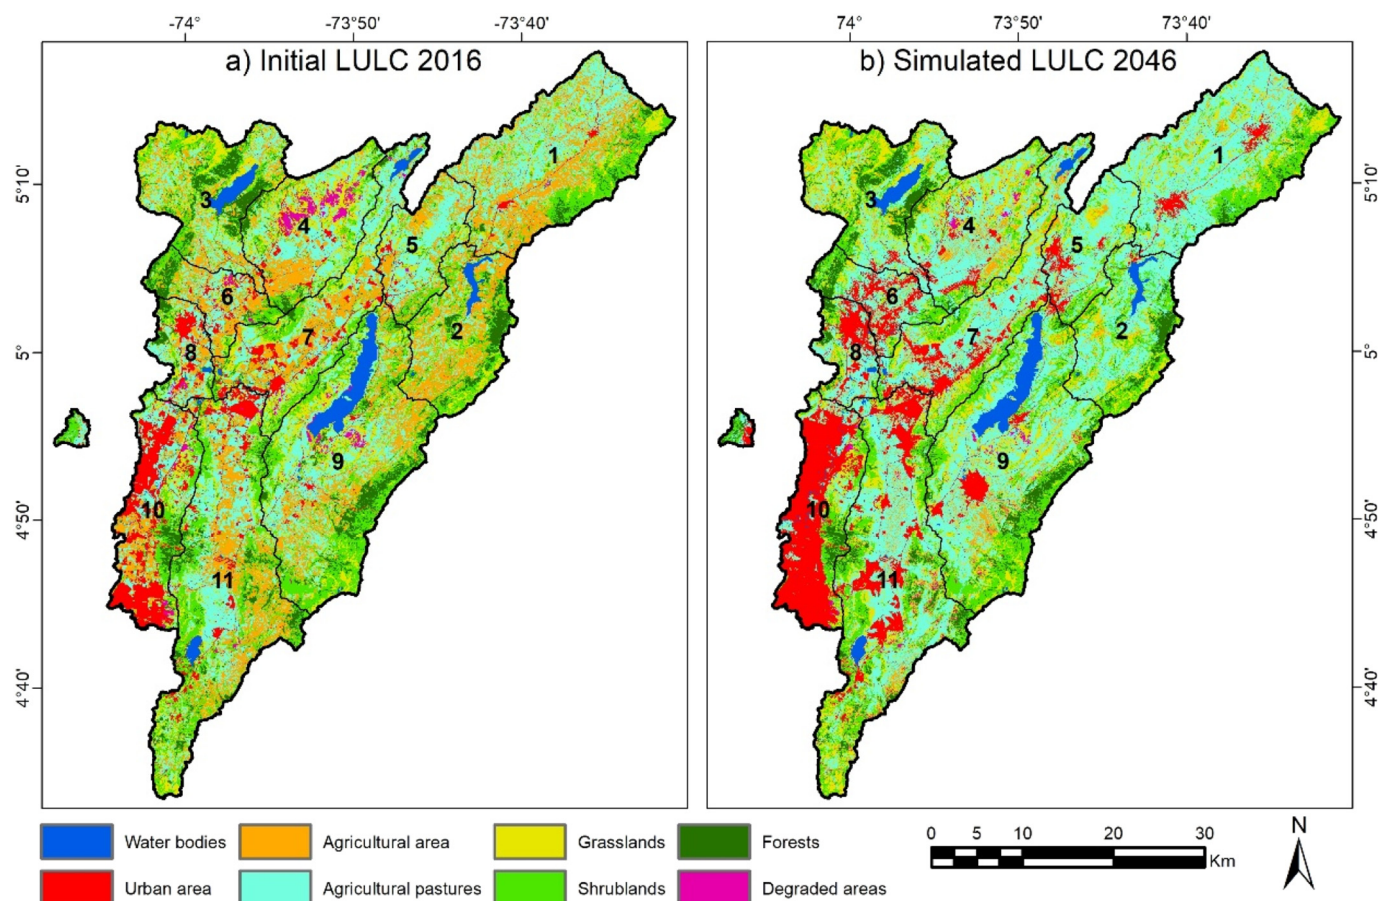 -74° -73°50' -73°40' 74° 73°50' 73°40'
a) Initial LULC 2016 b) Simulated LULC 2046
1 1
5°10' 5°10'
3 3
4 4
5 5
6 6
7 7
2 2
5° 8 8 5°
9 9
10 10
4°50' 4°50'
11 11
4°40' 4°40'
Water bodies Agricultural area Grasslands Forests 0 5 10 20 30 N
Km
Urban area Agricultural pastures Shrublands Degraded areas